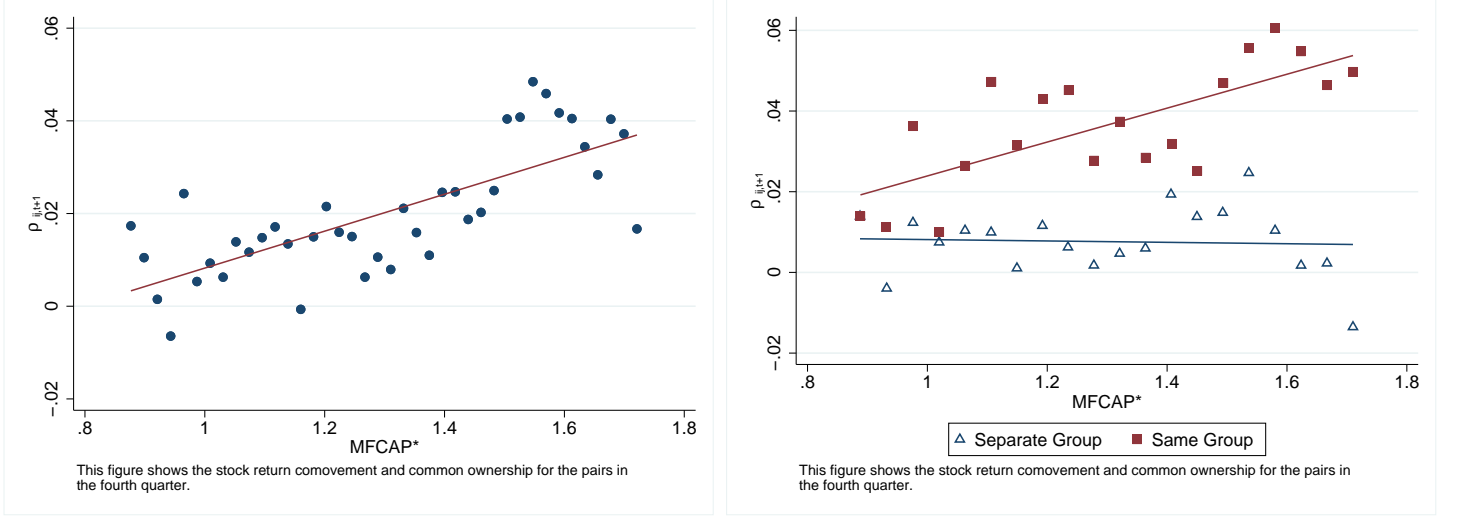 .06
.04
.02
0
-.02
ρ ij,t+1
.8 1 1.2 1.4 1.6 1.8
MFCAP*
This figure shows the stock return comovement and common ownership for the pairs in
the fourth quarter.
.06
.04
.02
0
-.02
ρ ij,t+1
.8 1 1.2 1.4 1.6 1.8
MFCAP*
Separate Group Same Group
This figure shows the stock return comovement and common ownership for the pairs in
the fourth quarter.